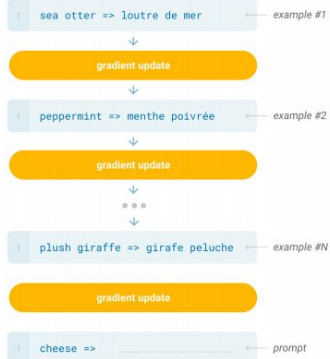 1 sea otter => loutre de mer example #1
gradient update
1 peppermint => menthe poivrée example #2
gradient update
1 plush giraffe => girafe peluche example #N
gradient update
1 cheese => prompt